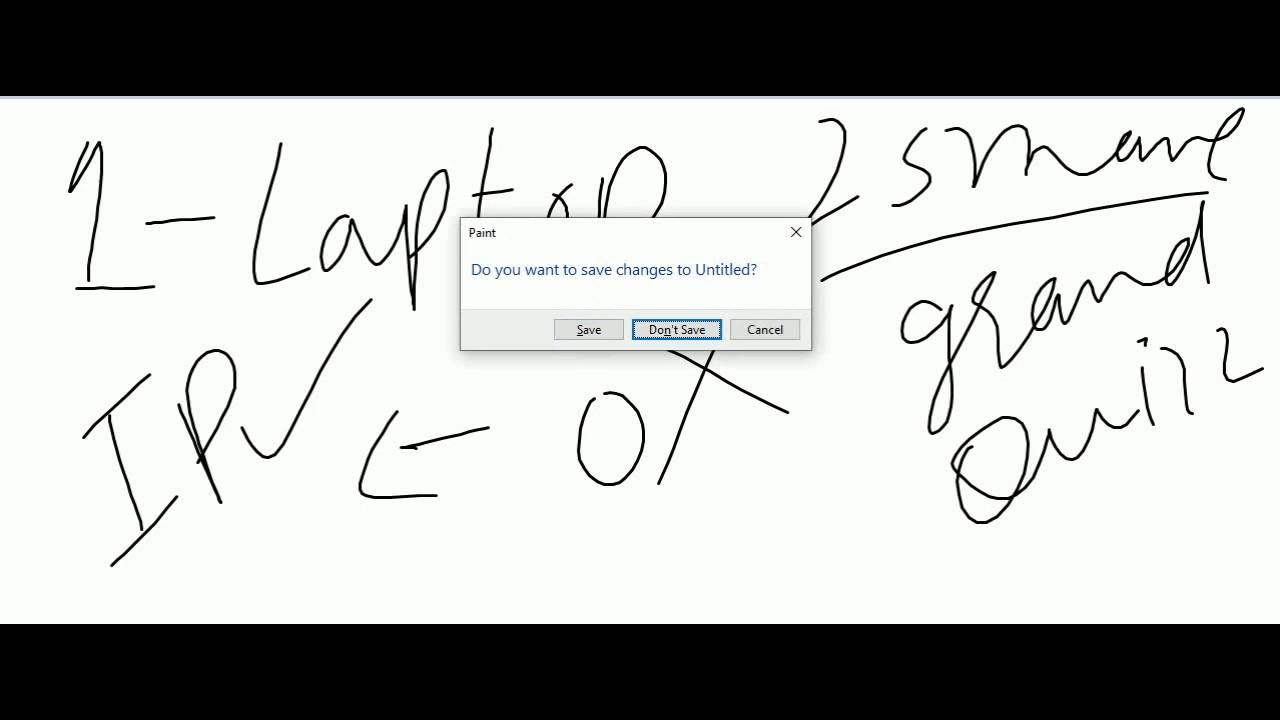 1 - Laptop
2 smart
grand
Quiz
IP
Paint
Do you want to save changes to Untitled?
Save Don't Save Cancel